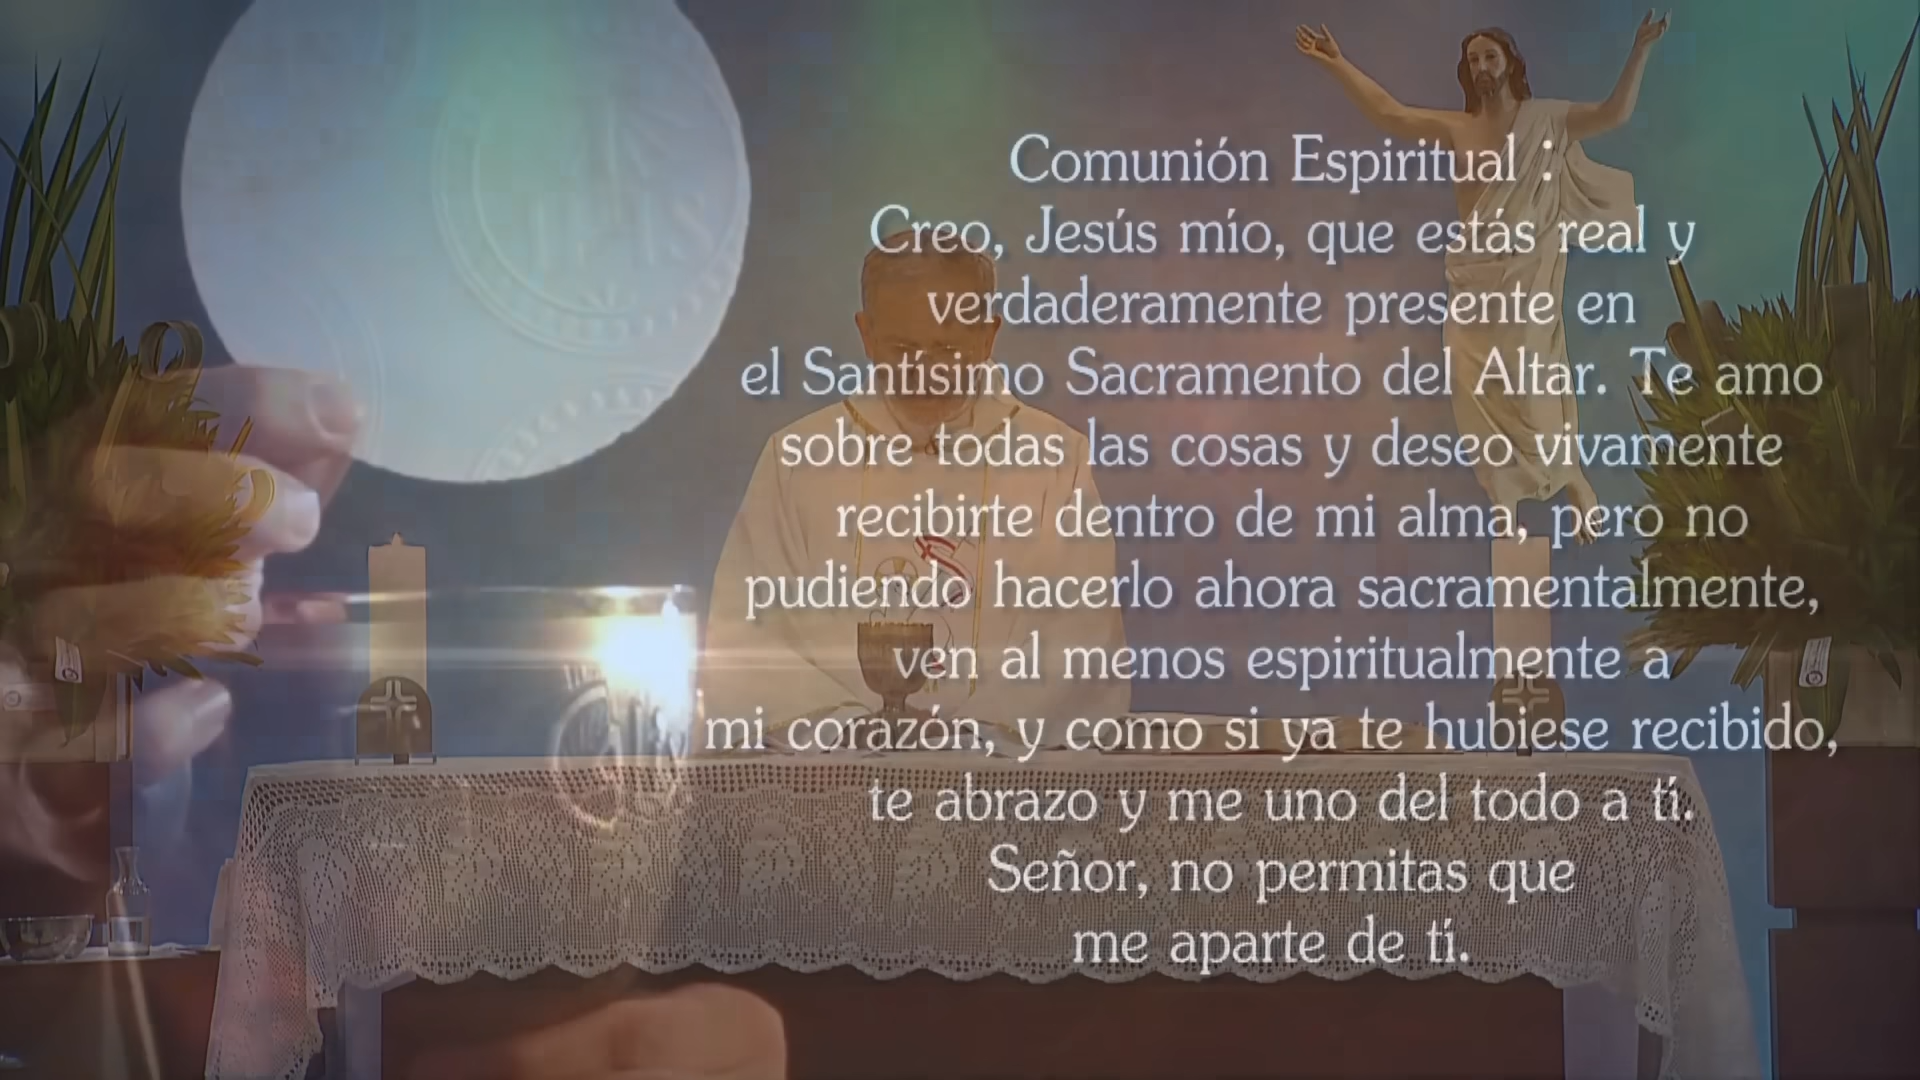 Comunión Espiritual :
Creo, Jesús mío, que estás real y
verdaderamente presente en
el Santísimo Sacramento del Altar. Te amo
sobre todas las cosas y deseo vivamente
recibirte dentro de mi alma, pero no
pudiendo hacerlo ahora sacramentalmente,
ven al menos espiritualmente a
mi corazón, y como si ya te hubiese recibido,
te abrazo y me uno del todo a tí.
Señor, no permitas que
me aparte de tí.